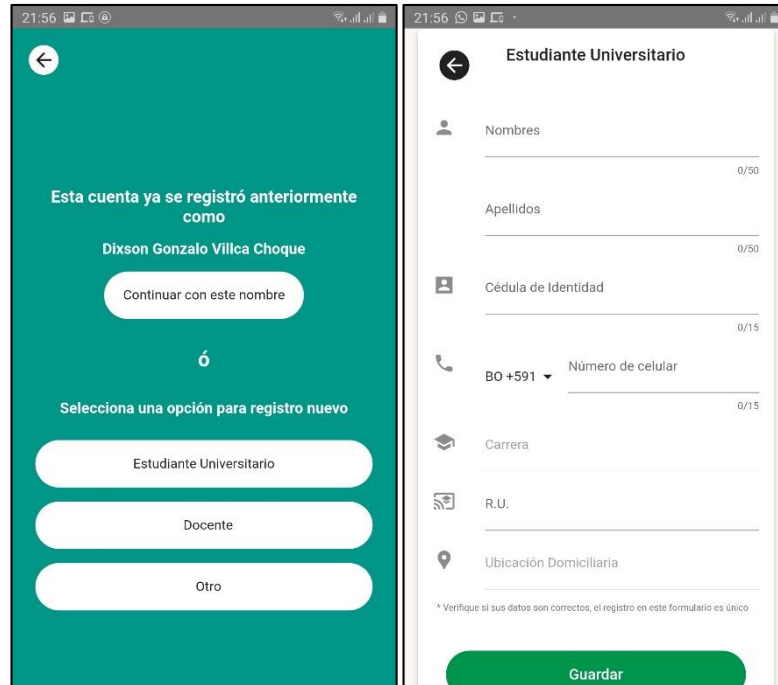 21:56
Esta cuenta ya se registró anteriormente
como
Dixson Gonzalo Villca Choque
Continuar con este nombre
ó
Selecciona una opción para registro nuevo
Estudiante Universitario
Docente
Otro
21:56
Estudiante Universitario
Nombres
0/50
Apellidos
0/50
Cédula de Identidad
0/15
BO +591 Número de celular
0/15
Carrera
R.U.
Ubicación Domiciliaria
* Verifique si sus datos son correctos, el registro en este formulario es único
Guardar